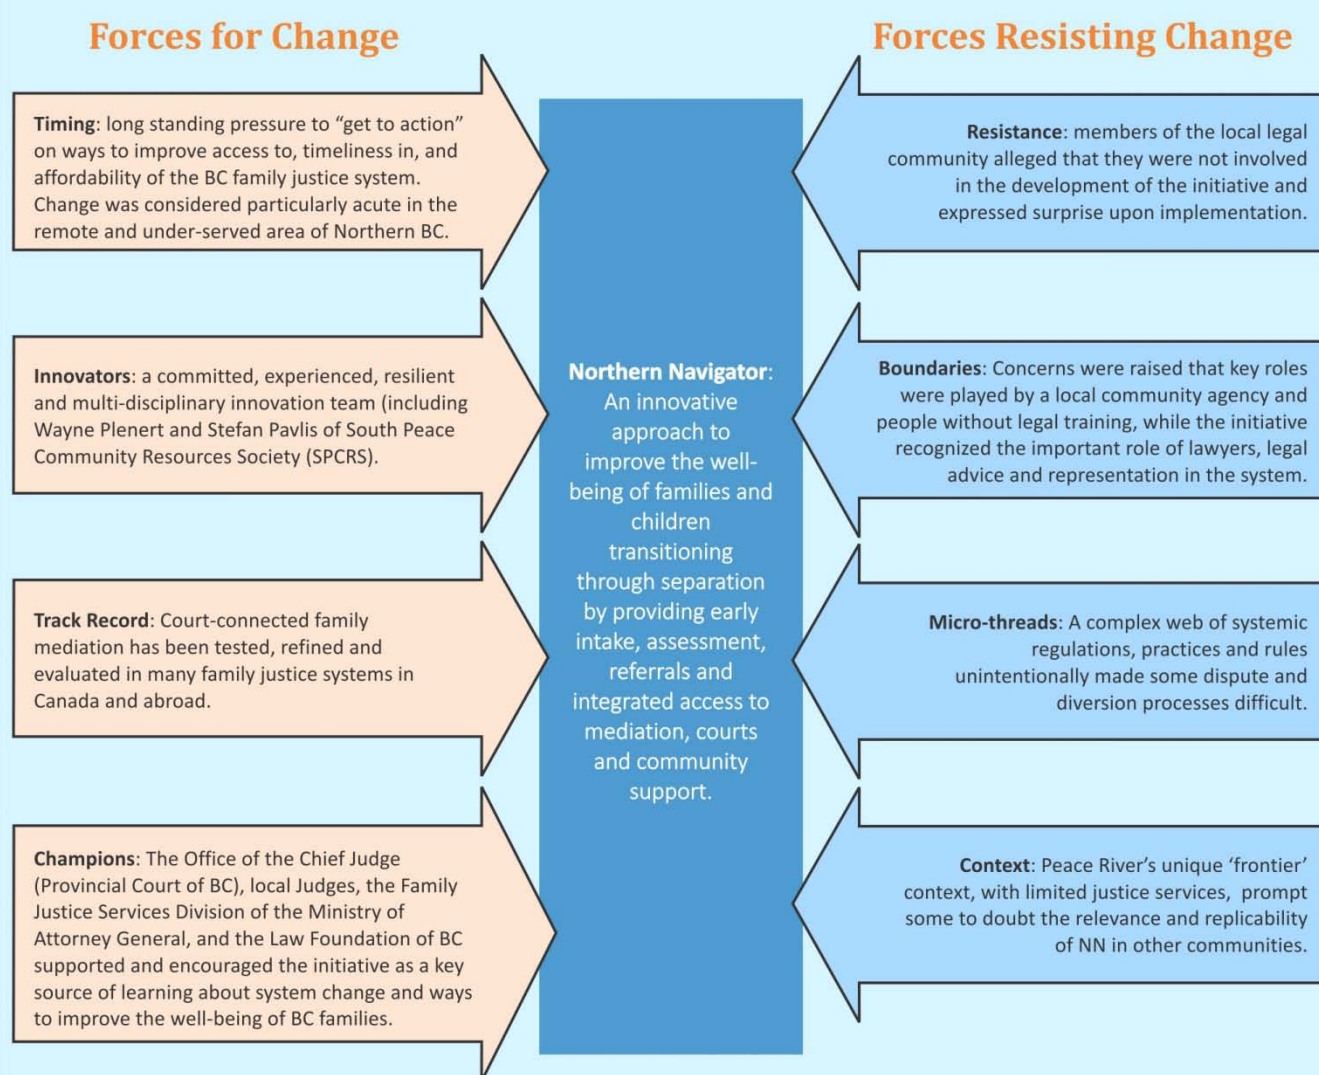 Forces for Change
Timing: long standing pressure to “get to action”
on ways to improve access to, timeliness in, and
affordability of the BC family justice system.
Change was considered particularly acute in the
remote and under-served area of Northern BC.
Innovators: a committed, experienced, resilient
and multi-disciplinary innovation team (including
Wayne Plenert and Stefan Pavlis of South Peace
Community Resources Society (SPCRS).
Track Record: Court-connected family
mediation has been tested, refined and
evaluated in many family justice systems in
Canada and abroad.
Champions: The Office of the Chief Judge
(Provincial Court of BC), local Judges, the Family
Justice Services Division of the Ministry of
Attorney General, and the Law Foundation of BC
supported and encouraged the initiative as a key
source of learning about system change and ways
to improve the well-being of BC families.
Northern Navigator:
An innovative
approach to
improve the well-
being of families and
children
transitioning
through separation
by providing early
intake, assessment,
referrals and
integrated access to
mediation, courts
and community
support.
Forces Resisting Change
Resistance: members of the local legal
community alleged that they were not involved
in the development of the initiative and
expressed surprise upon implementation.
Boundaries: Concerns were raised that key roles
were played by a local community agency and
people without legal training, while the initiative
recognized the important role of lawyers, legal
advice and representation in the system.
Micro-threads: A complex web of systemic
regulations, practices and rules
unintentionally made some dispute and
diversion processes difficult.
Context: Peace River’s unique ‘frontier’
context, with limited justice services, prompt
some to doubt the relevance and replicability
of NN in other communities.